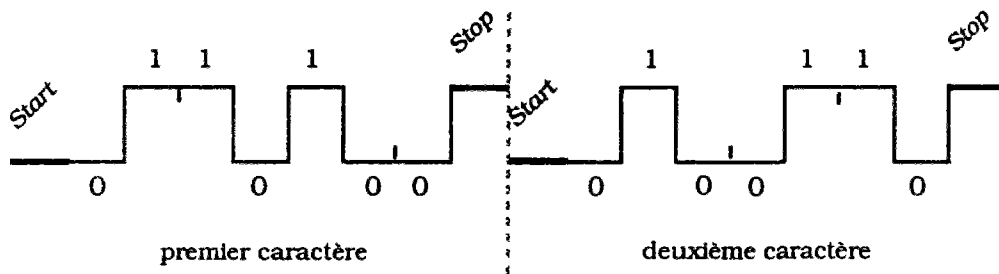 Stop Stop
1 1 1 1 1 1
Start Start
0 0 0 0 0 0 0 0
premier caractère deuxième caractère